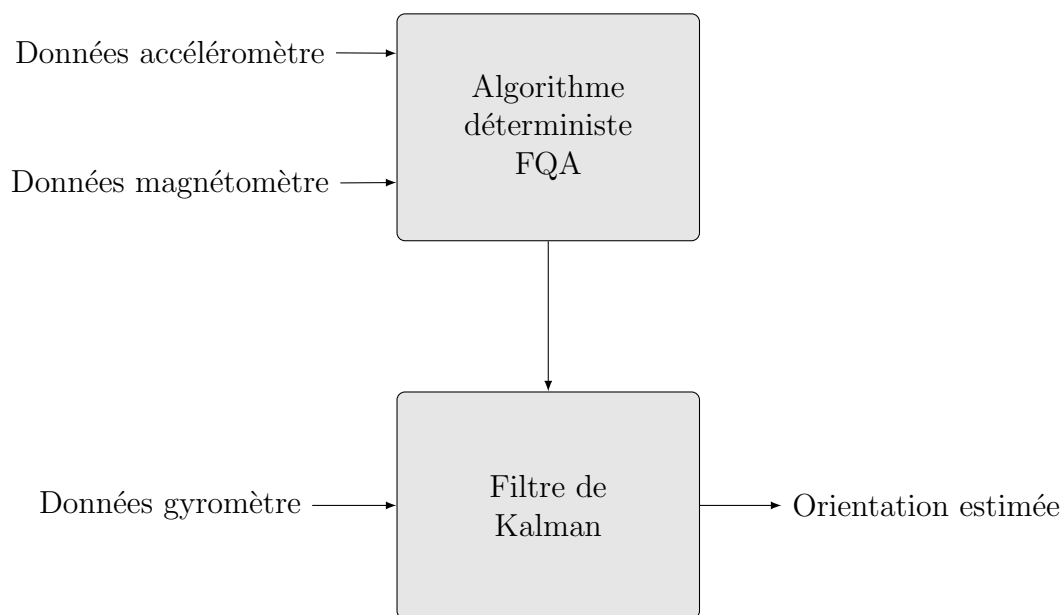 Données accéléromètre
Données magnétomètre
Algorithme
déterministe
FQA
Données gyromètre
Filtre de
Kalman
Orientation estimée